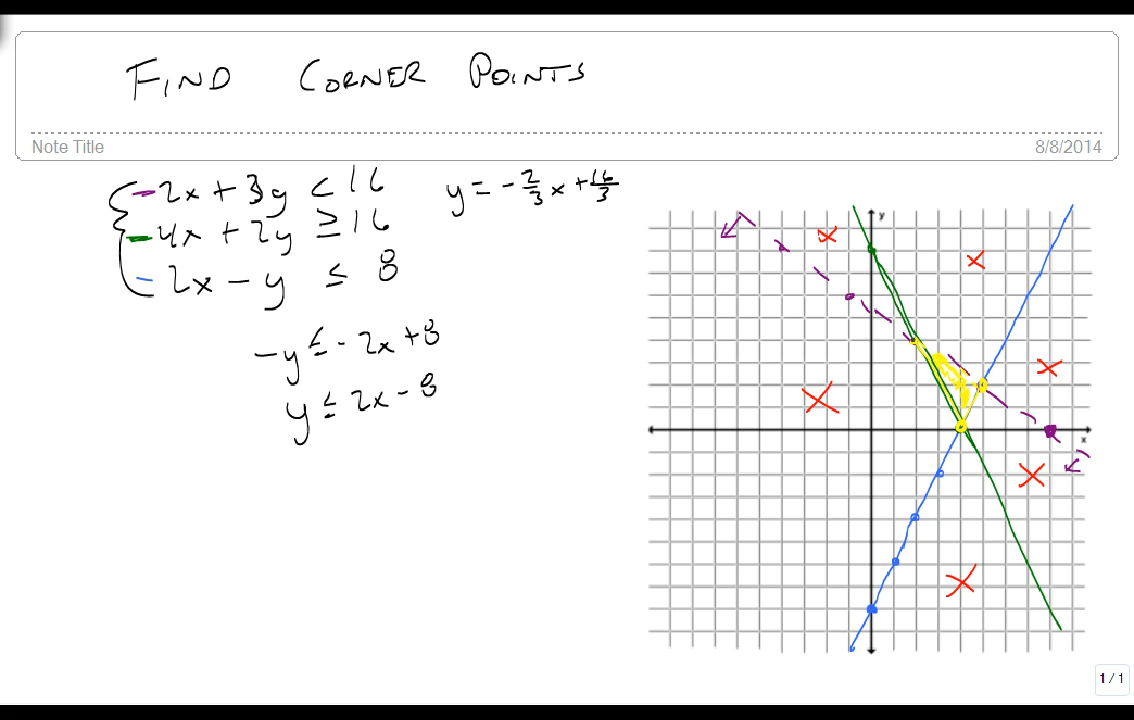 FIND CORNER POINTS
Note Title 8/8/2014
2x + 3y < 16 y = -2/3 x + 16/3
4x + 2y ≥ 16
2x - y ≤ 8
-y ≤ -2x + 8
y ≤ 2x - 8
y
x
1 / 1